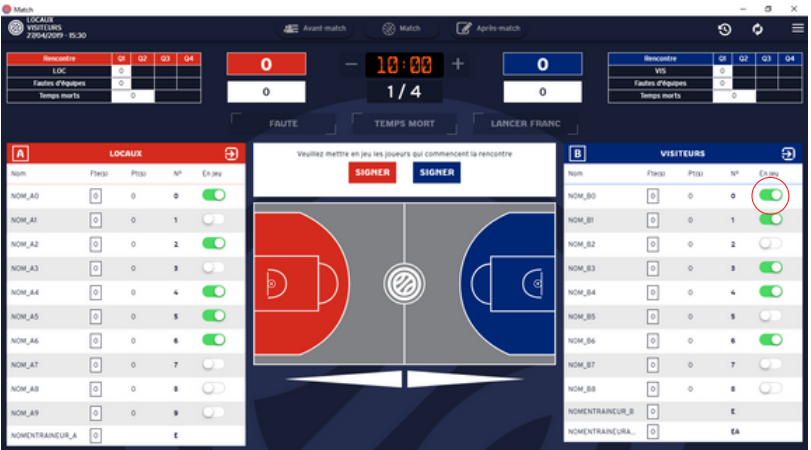 Match
LOCAUX
VISITEURS
27/04/2019 - 15:30
Avant-match
Match
Après-match
Rencontre Q1 Q2 Q3 Q4
LOC 0
Fautes d'équipes 0
Temps morts 0
0
0
10:00
1 / 4
0
0
Rencontre Q1 Q2 Q3 Q4
VIS 0
Fautes d'équipes 0
Temps morts 0
FAUTE
TEMPS MORT
LANCER FRANC
A LOCAUX
Nom Fte(s) Pt(s) N° En jeu
NOM_A0 0 0 0
NOM_A1 0 0 1
NOM_A2 0 0 2
NOM_A3 0 0 3
NOM_A4 0 0 4
NOM_A5 0 0 5
NOM_A6 0 0 6
NOM_A7 0 0 7
NOM_A8 0 0 8
NOM_A9 0 0 9
NOMENTRAINEUR_A 0 E
Veuillez mettre en jeu les joueurs qui commencent la rencontre
SIGNER
SIGNER
B VISITEURS
Nom Fte(s) Pt(s) N° En jeu
NOM_B0 0 0 0
NOM_B1 0 0 1
NOM_B2 0 0 2
NOM_B3 0 0 3
NOM_B4 0 0 4
NOM_B5 0 0 5
NOM_B6 0 0 6
NOM_B7 0 0 7
NOM_B8 0 0 8
NOMENTRAINEUR_B 0 E
NOMENTRAINEURA... 0 EA